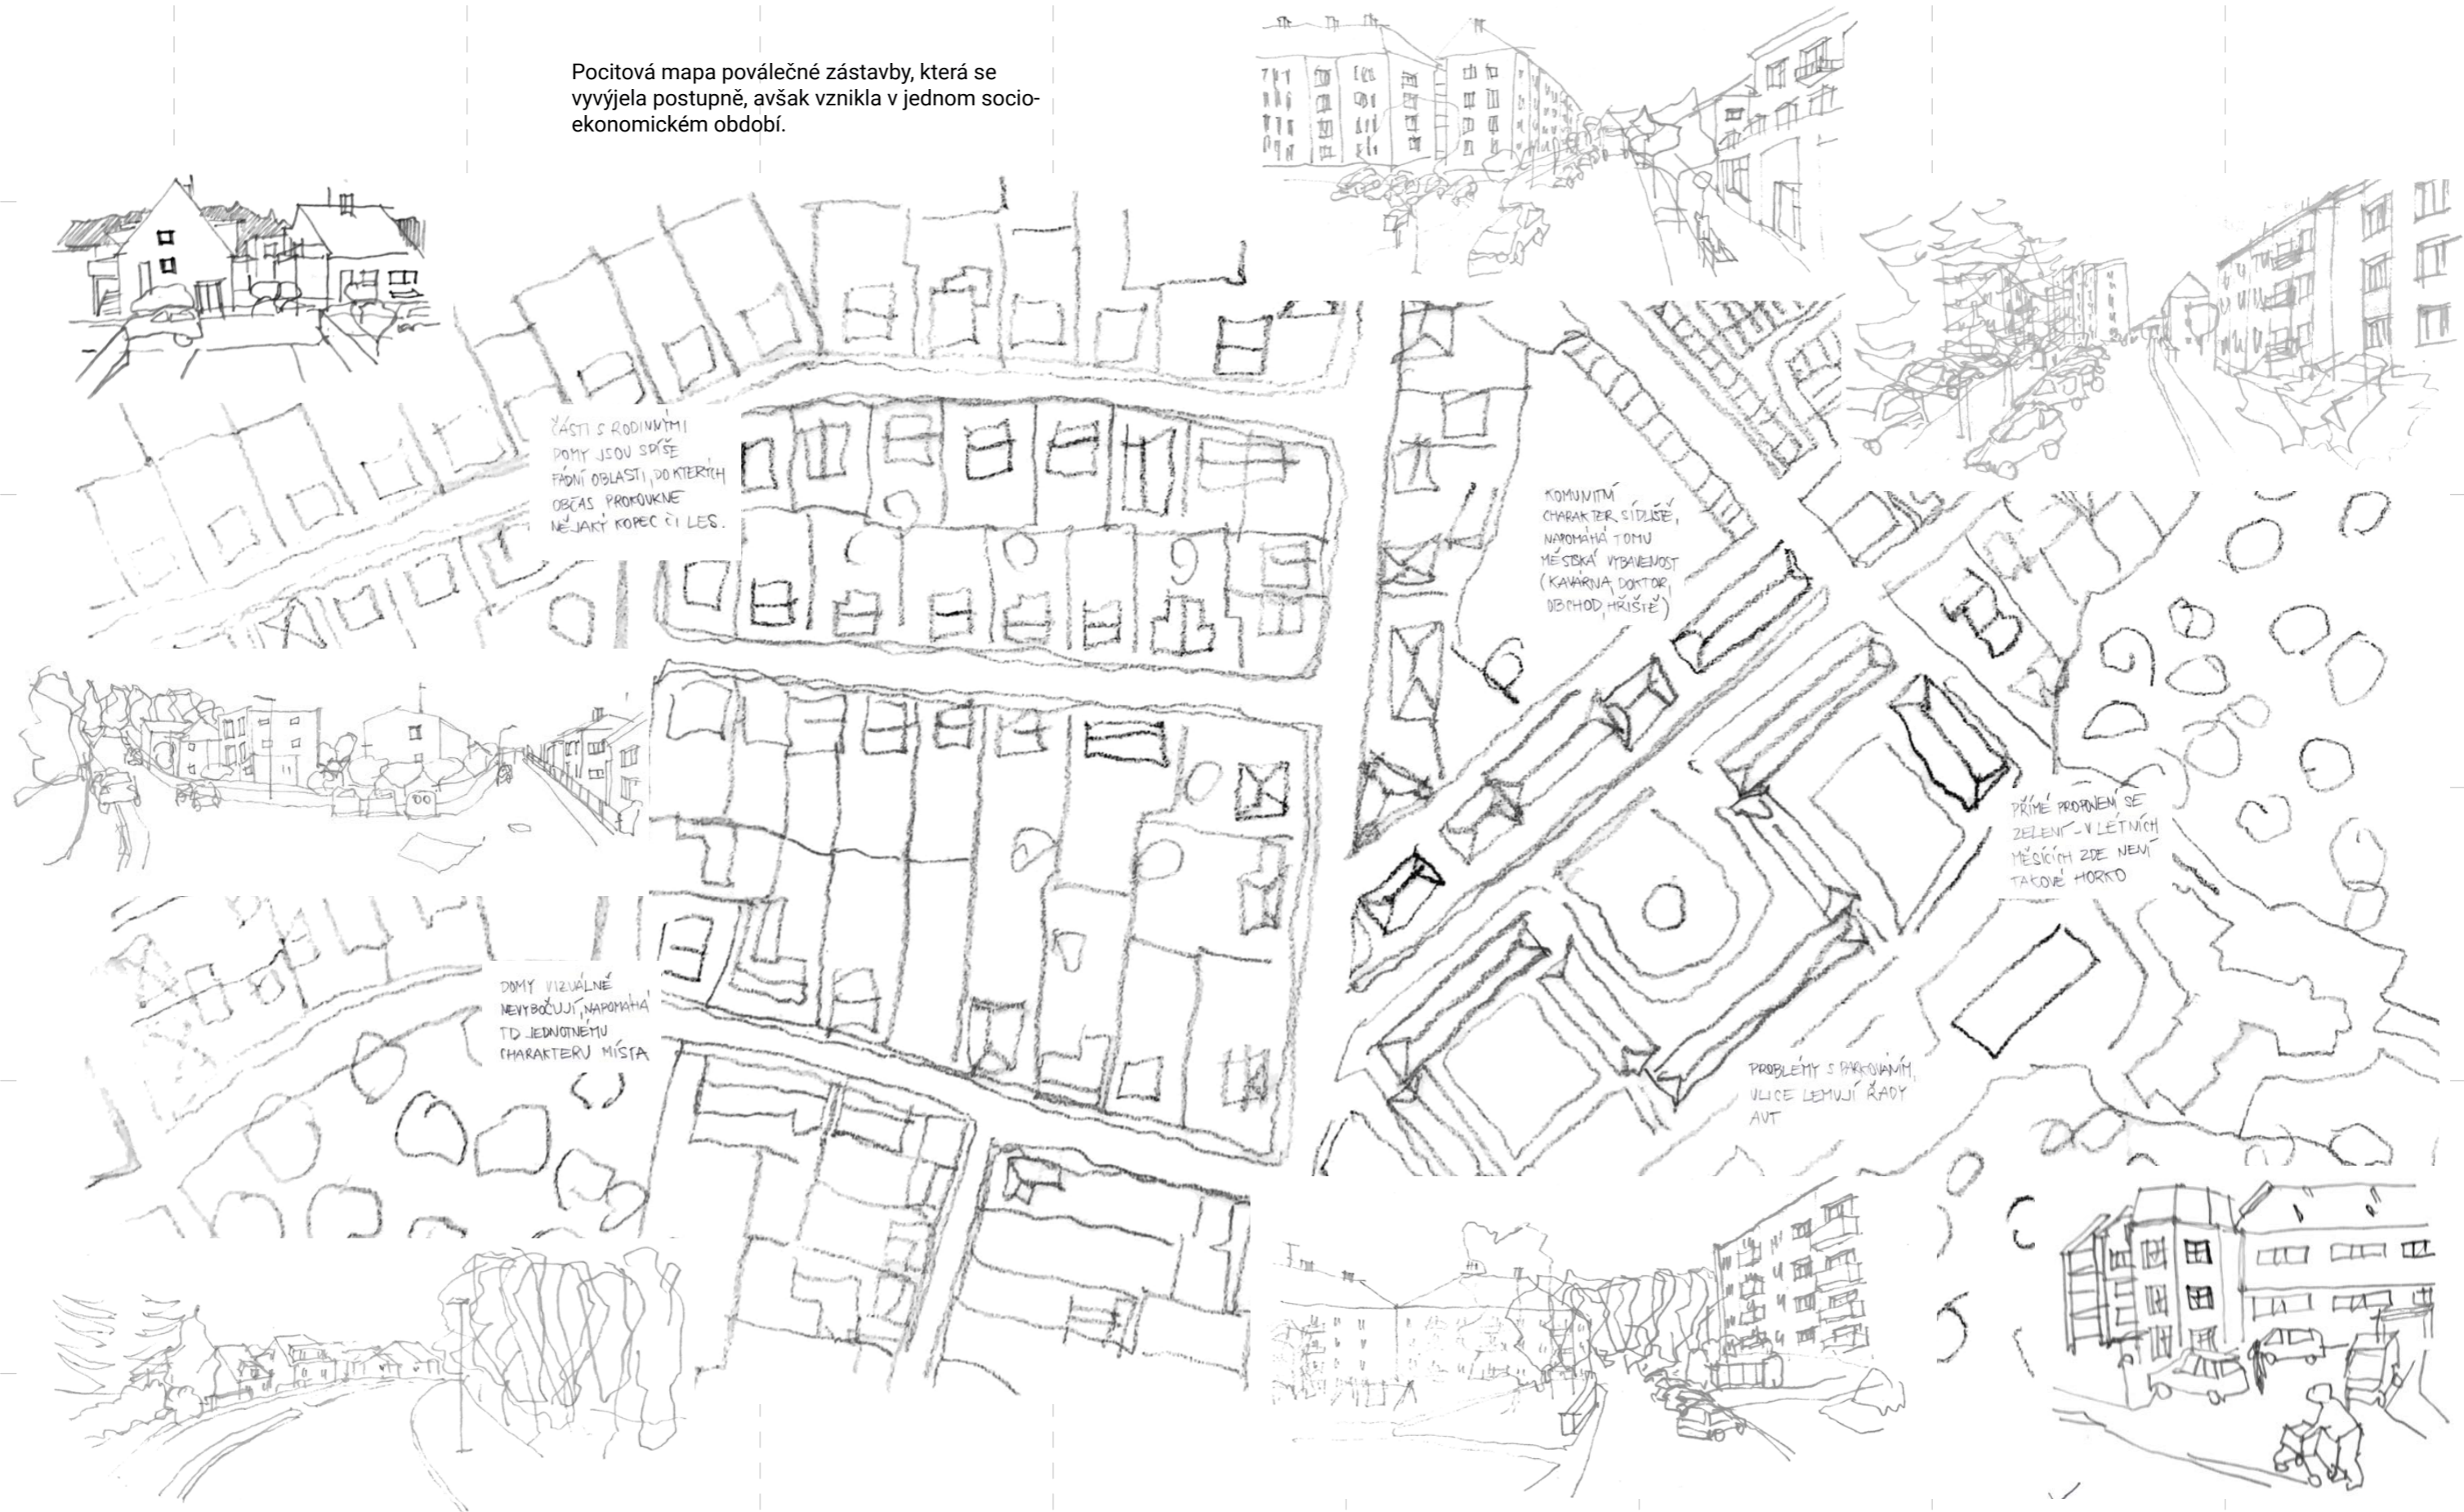 Pocitová mapa poválečné zástavby, která se
vyvýjela postupně, avšak vznikla v jednom socio-
ekonomickém období.
ČÁSTI S RODINNÝMI
DOMY JSOU SPÍŠE
FÁDNÍ OBLASTI, DO KTERÝCH
OBČAS PROKOUKNE
NĚJAKÝ KOPEC ČI LES.
KOMUNITNÍ
CHARAKTER SÍDLIŠTĚ,
NAPOMÁHÁ TOMU
MĚSTSKÁ VYBAVENOST
(KAVÁRNA, DOKTOR,
OBCHOD, HŘIŠTĚ)
PŘÍMÉ PROPOJENÍ SE
ZELENÍ - V LETNÍCH
MĚSÍCÍCH ZDE NENÍ
TAKOVÉ HORKO
DOMY VIZUÁLNĚ
NEVYBOČUJÍ, NAPOMÁHÁ
TO JEDNOTNÉMU
CHARAKTERU MÍSTA
PROBLÉMY S PARKOVÁNÍM,
ULICE LEMUJÍ ŘADY
AUT